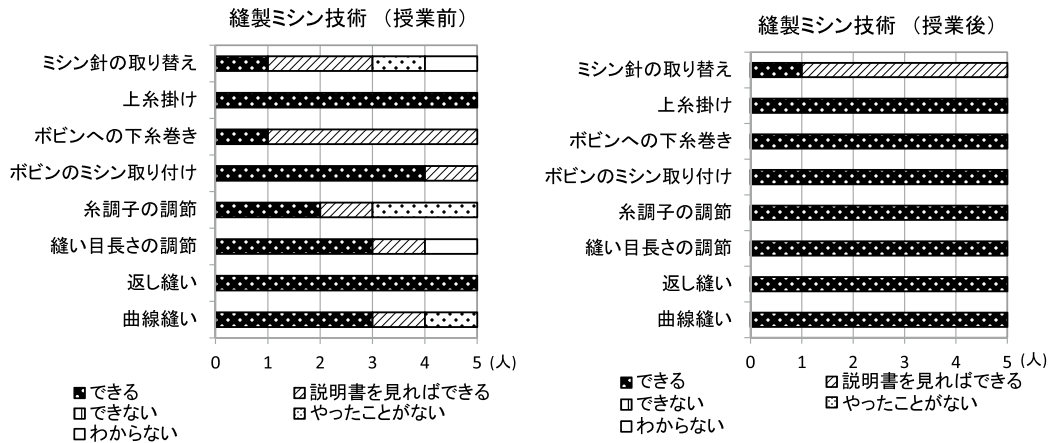 縫製ミシン技術 (授業前)
ミシン針の取り替え
上糸掛け
ボビンへの下糸巻き
ボビンのミシン取り付け
糸調子の調節
縫い目長さの調節
返し縫い
曲線縫い
0 1 2 3 4 5 (人)
できる
説明書を見ればできる
できない
やったことがない
わからない
縫製ミシン技術 (授業後)
ミシン針の取り替え
上糸掛け
ボビンへの下糸巻き
ボビンのミシン取り付け
糸調子の調節
縫い目長さの調節
返し縫い
曲線縫い
0 1 2 3 4 5 (人)
できる
説明書を見ればできる
できない
やったことがない
わからない